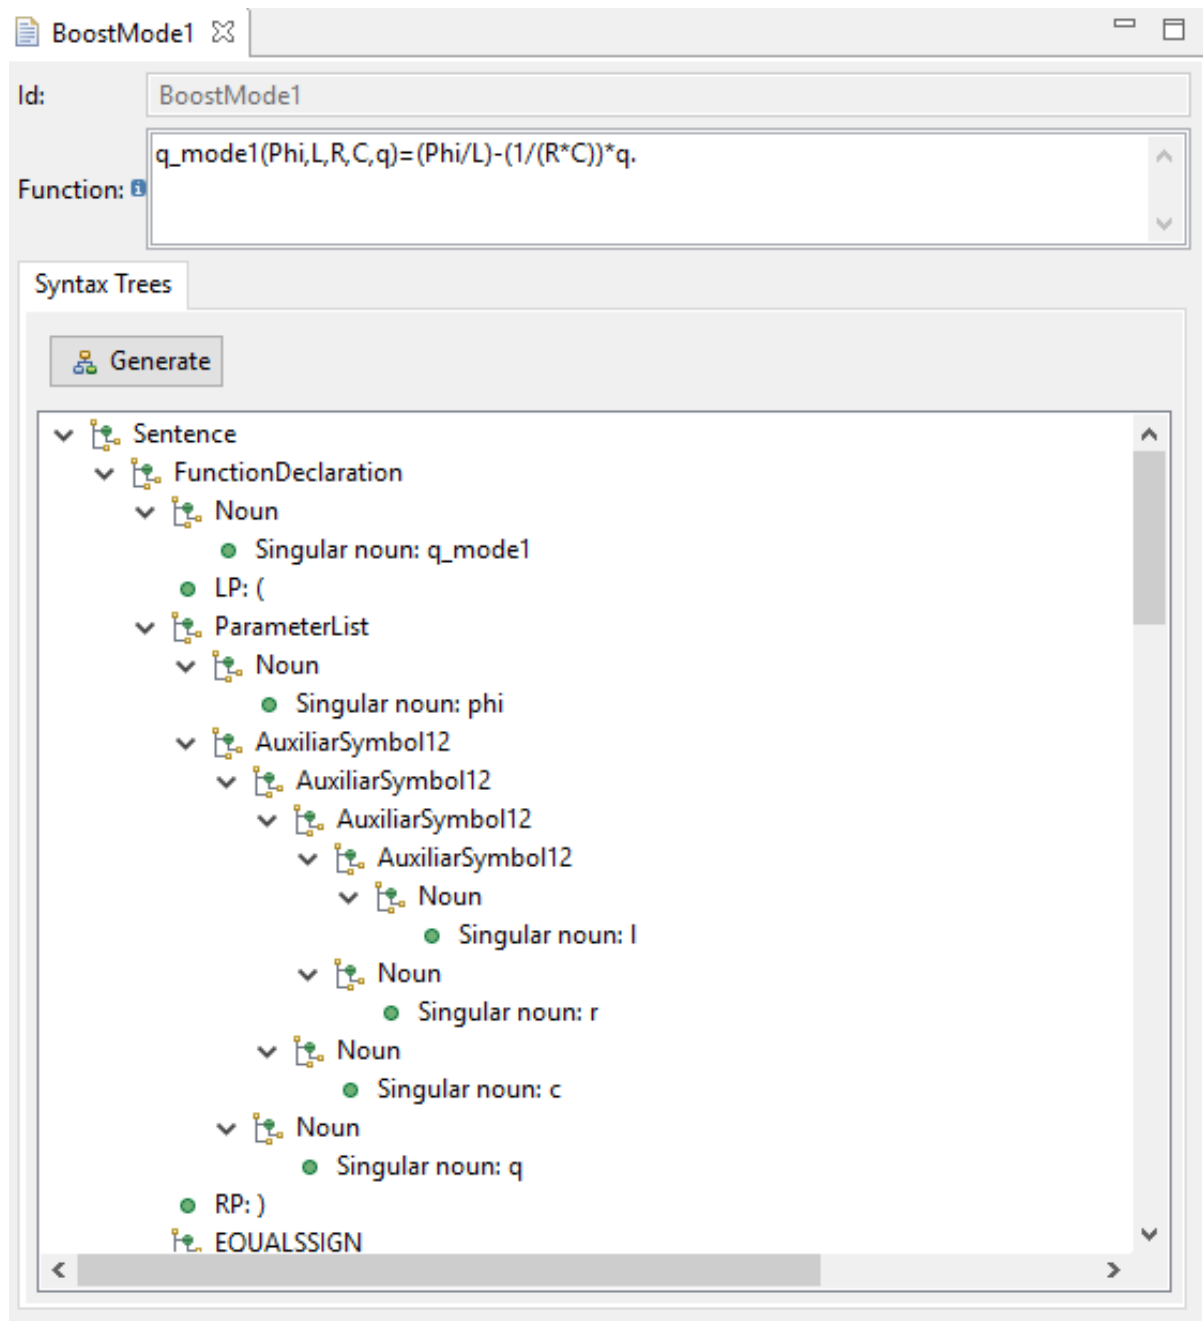 BoostMode1
Id: BoostMode1
q_mode1(Phi,L,R,C,q)=(Phi/L)-(1/(R*C))*q.
Function:
Syntax Trees
Generate
Sentence
FunctionDeclaration
Noun
Singular noun: q_mode1
LP: (
ParameterList
Noun
Singular noun: phi
AuxiliarSymbol12
AuxiliarSymbol12
AuxiliarSymbol12
AuxiliarSymbol12
Noun
Singular noun: l
Noun
Singular noun: r
Noun
Singular noun: c
Noun
Singular noun: q
RP: )
EQUALSSIGN